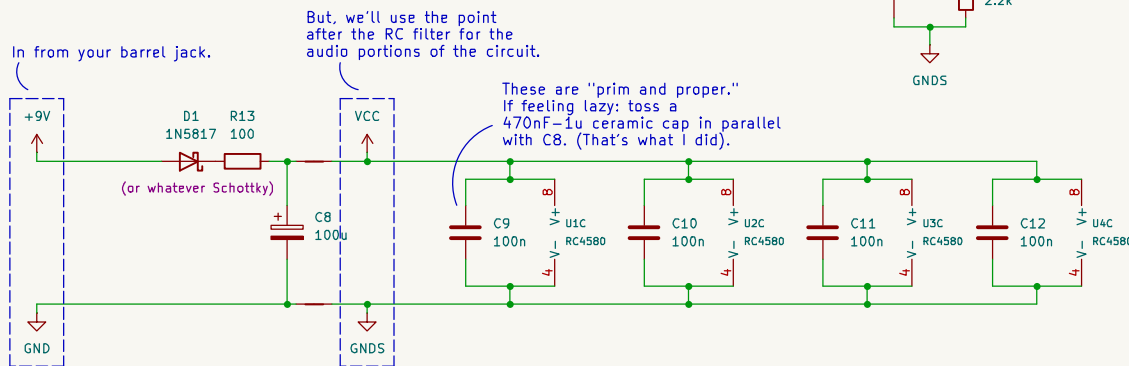 2.2k
GNDS
But, we'll use the point
after the RC filter for the
audio portions of the circuit.
In from your barrel jack.
These are "prim and proper."
If feeling lazy: toss a
470nF-1u ceramic cap in parallel
with C8. (That's what I did).
+9V
D1
1N5817
R13
100
VCC
(or whatever Schottky)
+
C8
100u
C9
100n
8
V+
V-
4
U1C
RC4580
C10
100n
8
V+
V-
4
U2C
RC4580
C11
100n
8
V+
V-
4
U3C
RC4580
C12
100n
8
V+
V-
4
U4C
RC4580
GND
GNDS